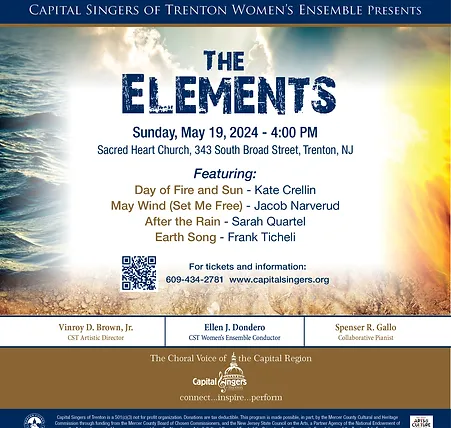 CAPITAL SINGERS OF TRENTON WOMEN'S ENSEMBLE PRESENTS
THE
ELEMENTS
Sunday, May 19, 2024 - 4:00 PM
Sacred Heart Church, 343 South Broad Street, Trenton, NJ
Featuring:
Day of Fire and Sun - Kate Crellin
May Wind (Set Me Free) - Jacob Narverud
After the Rain - Sarah Quartel
Earth Song - Frank Ticheli
For tickets and information:
609-434-2781 www.capitalsingers.org
Vinroy D. Brown, Jr.
CST Artistic Director
Ellen J. Dondero
CST Women's Ensemble Conductor
Spenser R. Gallo
Collaborative Pianist
The Choral Voice of the Capital Region
Capital Singers
connect...inspire...perform
Capital Singers of Trenton is a 501(c)(3) not for profit organization. Donations are tax deductible. This program is made possible, in part, by the Mercer County Cultural and Heritage
Commission through funding from the Mercer County Board of Chosen Commissioners, and the New Jersey State Council on the Arts, a Partner Agency of the National Endowment of
CULTURE